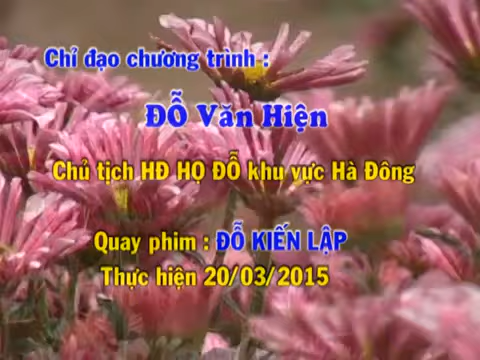 Chỉ đạo chương trình :
ĐỖ Văn Hiện
Chủ tịch HĐ HỌ ĐỖ khu vực Hà Đông
Quay phim : ĐỖ KIẾN LẬP
Thực hiện 20/03/2015